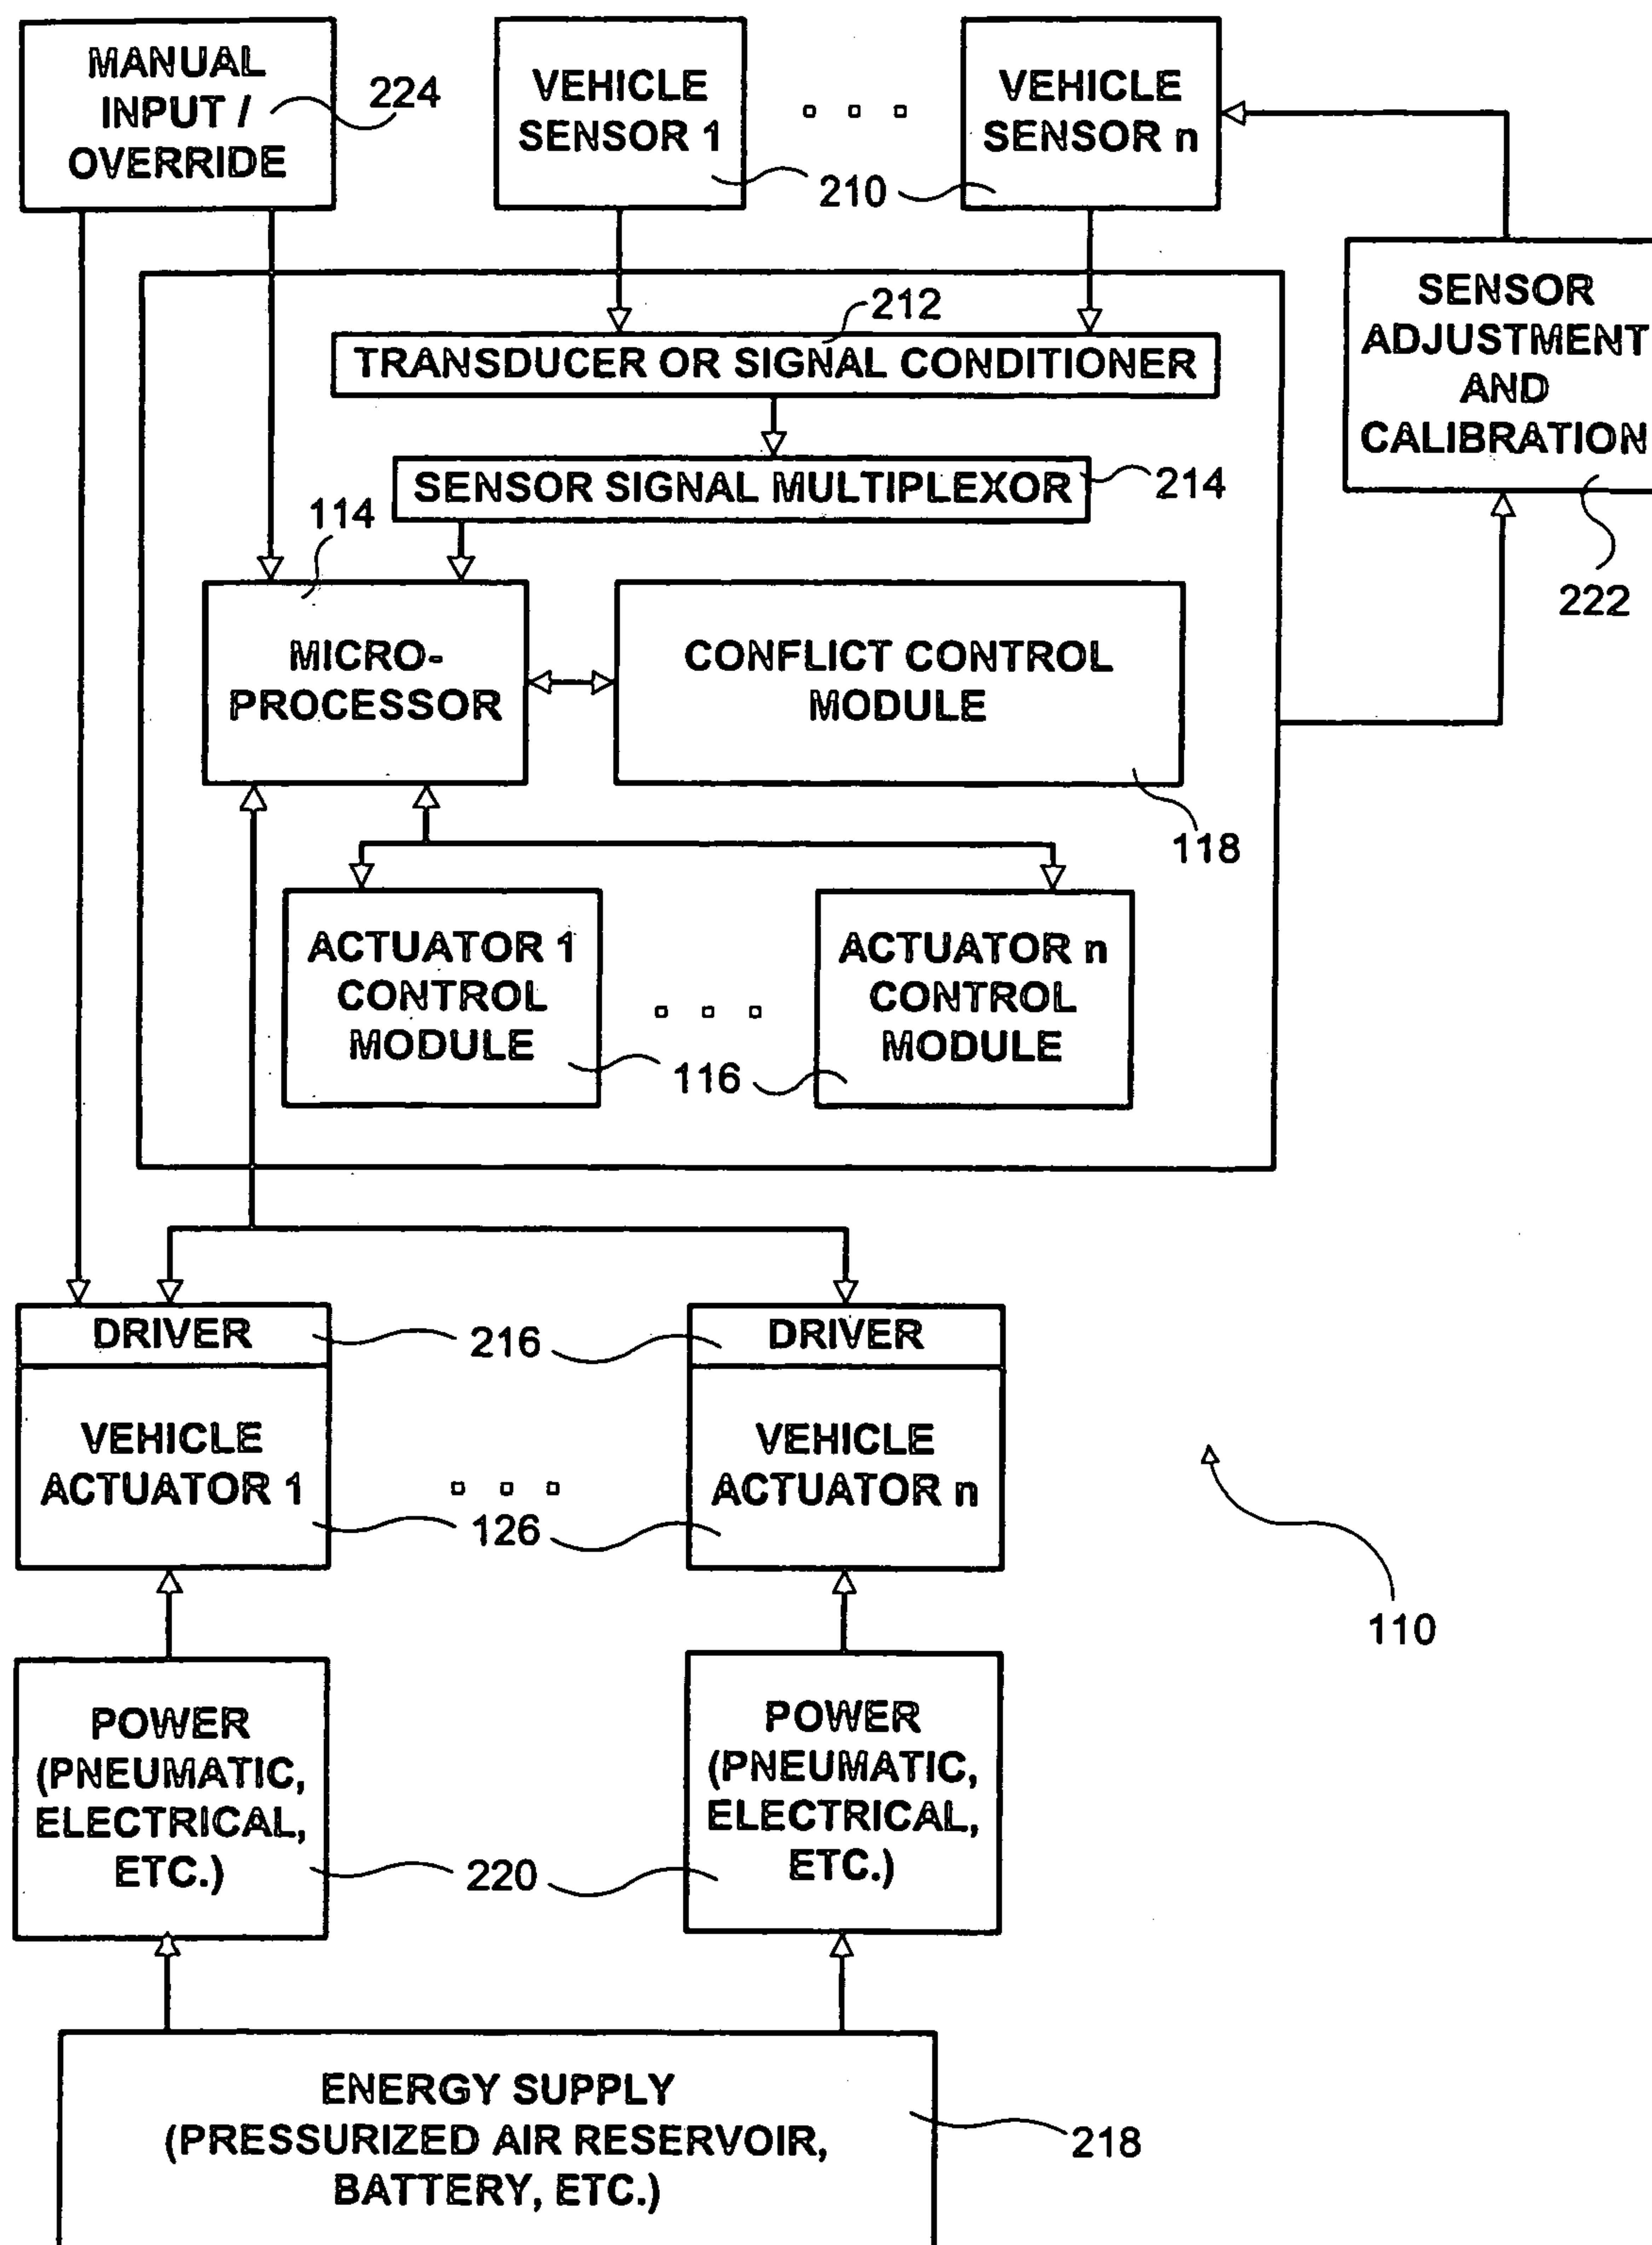 MANUAL
INPUT /
OVERRIDE
224
VEHICLE
SENSOR 1
VEHICLE
SENSOR n
210
SENSOR
ADJUSTMENT
AND
CALIBRATION
222
212
TRANSDUCER OR SIGNAL CONDITIONER
SENSOR SIGNAL MULTIPLEXOR
214
114
MICRO-
PROCESSOR
CONFLICT CONTROL
MODULE
118
ACTUATOR 1
CONTROL
MODULE
ACTUATOR n
CONTROL
MODULE
116
DRIVER
216
DRIVER
VEHICLE
ACTUATOR 1
VEHICLE
ACTUATOR n
126
110
POWER
(PNEUMATIC,
ELECTRICAL,
ETC.)
POWER
(PNEUMATIC,
ELECTRICAL,
ETC.)
220
ENERGY SUPPLY
(PRESSURIZED AIR RESERVOIR,
BATTERY, ETC.)
218